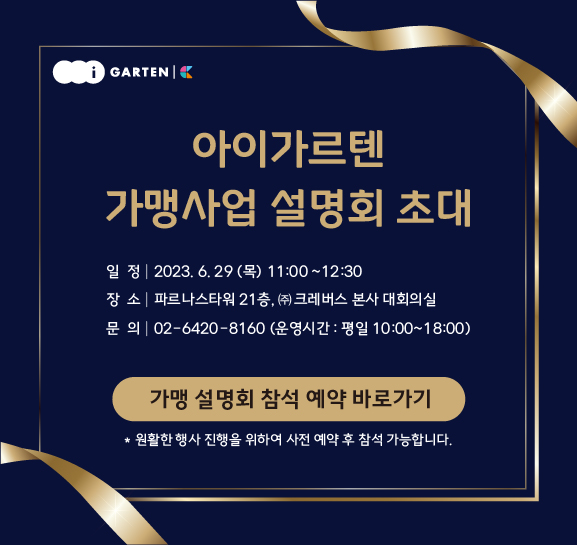 i GARTEN
아이가르텐
가맹사업 설명회 초대
일 정 | 2023. 6. 29 (목) 11:00 ~12:30
장 소 | 파르나스타워 21층, ㈜크레버스 본사 대회의실
문 의 | 02-6420-8160 (운영시간 : 평일 10:00~18:00)
가맹 설명회 참석 예약 바로가기
* 원활한 행사 진행을 위하여 사전 예약 후 참석 가능합니다.